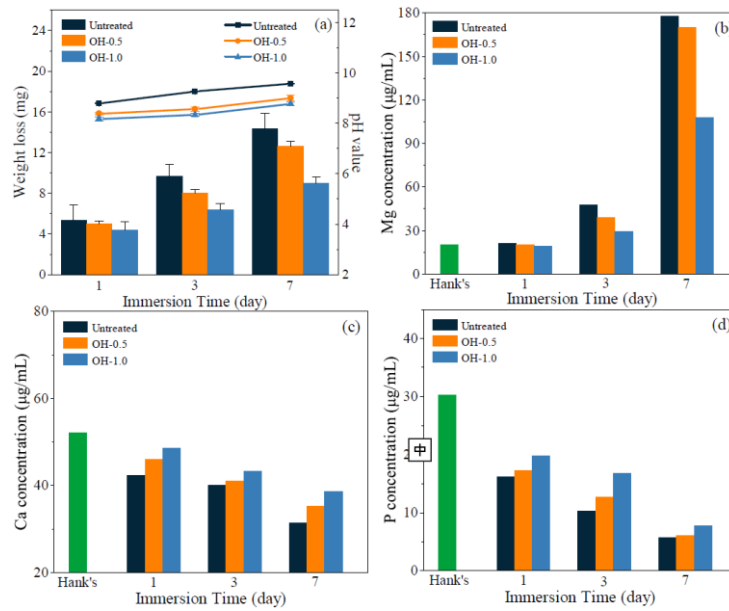 (a)
Untreated
OH-0.5
OH-1.0
Untreated
OH-0.5
OH-1.0
Weight loss (mg)
0
4
8
12
16
20
24
pH value
2
4
6
8
10
12
1 3 7
Immersion Time (day)
(b)
Untreated
OH-0.5
OH-1.0
Mg concentration (µg/mL)
0
30
60
90
120
150
180
Hank's 1 3 7
Immersion Time (day)
(c)
Untreated
OH-0.5
OH-1.0
Ca concentration (µg/mL)
20
40
60
80
Hank's 1 3 7
Immersion Time (day)
(d)
Untreated
OH-0.5
OH-1.0
P concentration (µg/mL)
0
10
20
30
40
中
Hank's 1 3 7
Immersion Time (day)